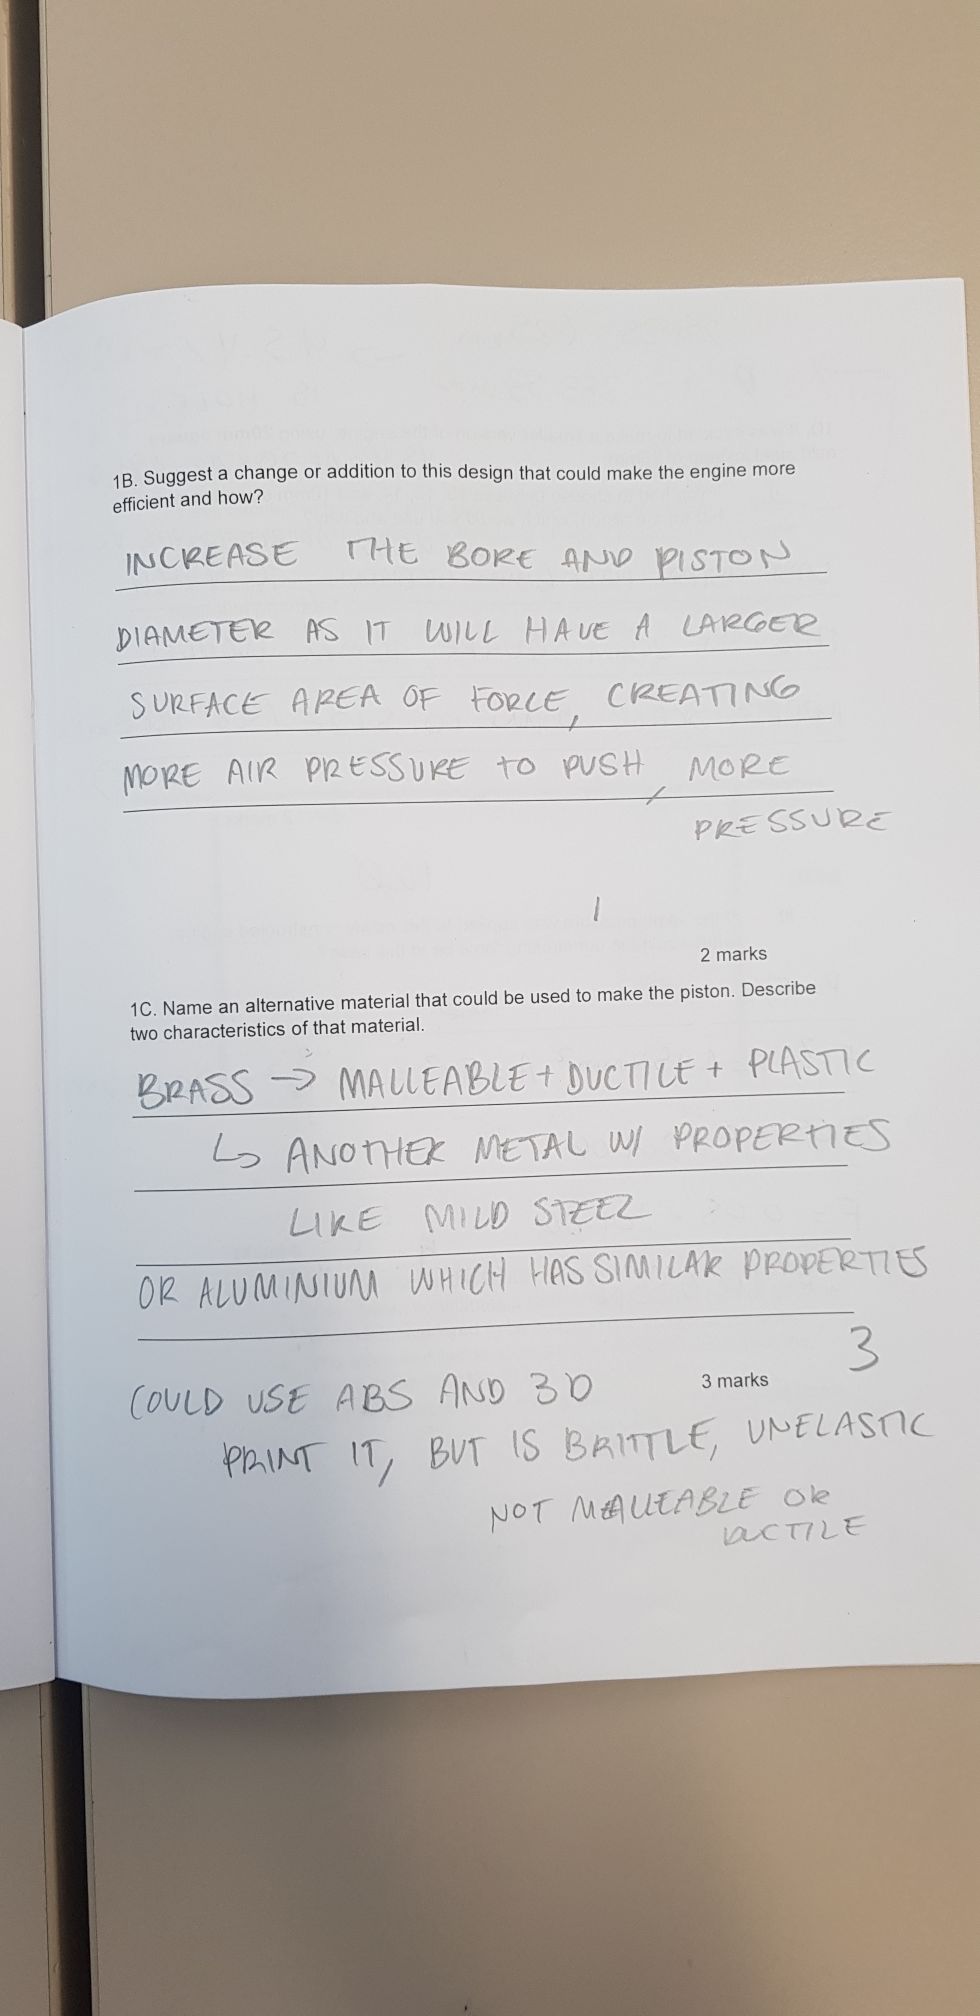 1B. Suggest a change or addition to this design that could make the engine more
efficient and how?
INCREASE THE BORE AND PISTON
DIAMETER AS IT WILL HAVE A LARGER
SURFACE AREA OF FORCE, CREATING
MORE AIR PRESSURE TO PUSH, MORE
PRESSURE
1
2 marks
1C. Name an alternative material that could be used to make the piston. Describe
two characteristics of that material.
BRASS → MALLEABLE + DUCTILE + PLASTIC
↳ ANOTHER METAL W/ PROPERTIES
LIKE MILD STEEL
OR ALUMINIUM WHICH HAS SIMILAR PROPERTIES
3
3 marks
COULD USE ABS AND 3D
PRINT IT, BUT IS BRITTLE, UNELASTIC
NOT MALLEABLE OR
DUCTILE